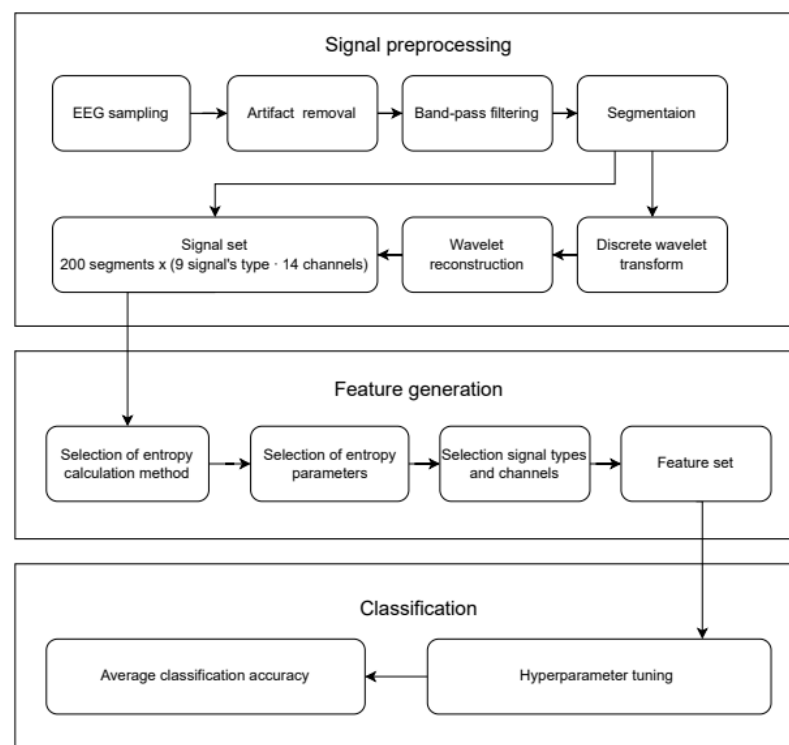 Signal preprocessing
EEG sampling
Artifact removal
Band-pass filtering
Segmentaion
Signal set
200 segments x (9 signal's type · 14 channels)
Wavelet
reconstruction
Discrete wavelet
transform
Feature generation
Selection of entropy
calculation method
Selection of entropy
parameters
Selection signal types
and channels
Feature set
Classification
Average classification accuracy
Hyperparameter tuning